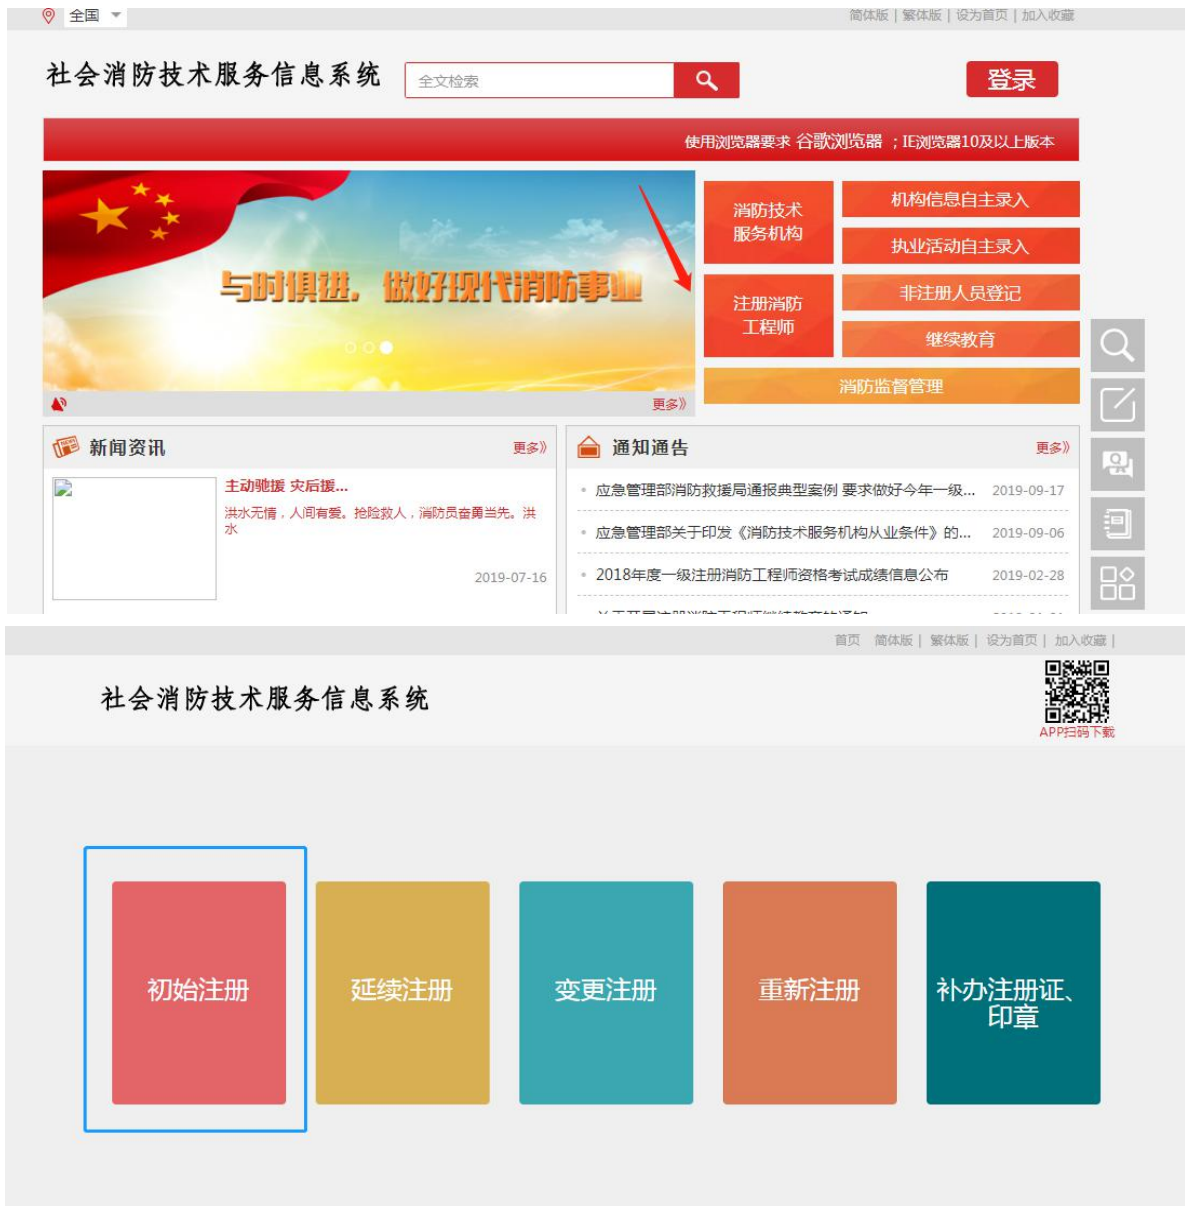 全国
简体版 | 繁体版 | 设为首页 | 加入收藏
社会消防技术服务信息系统
全文检索
登录
使用浏览器要求 谷歌浏览器 ；IE浏览器10及以上版本
与时俱进，做好现代消防事业
消防技术
服务机构
机构信息自主录入
执业活动自主录入
注册消防
工程师
非注册人员登记
继续教育
消防监督管理
更多》
新闻资讯
更多》
主动驰援 灾后援...
洪水无情，人间有爱。抢险救人，消防员奋勇当先。洪
水
2019-07-16
通知通告
更多》
应急管理部消防救援局通报典型案例 要求做好今年一级... 2019-09-17
应急管理部关于印发《消防技术服务机构从业条件》的... 2019-09-06
2018年度一级注册消防工程师资格考试成绩信息公布 2019-02-28
首页 简体版 | 繁体版 | 设为首页 | 加入收藏 |
社会消防技术服务信息系统
APP扫码下载
初始注册
延续注册
变更注册
重新注册
补办注册证、
印章